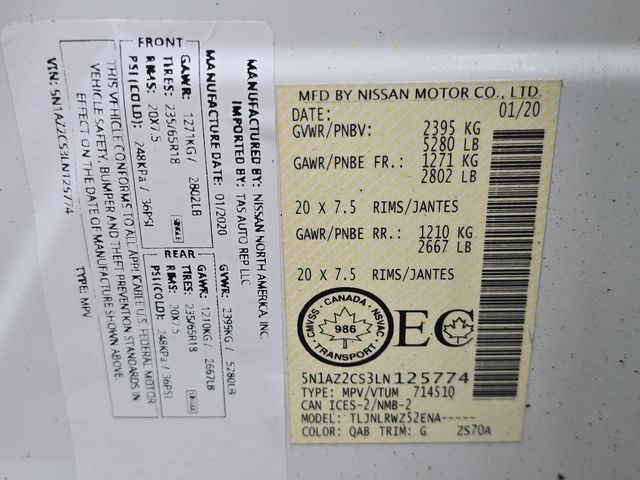 MANUFACTURED BY: NISSAN NORTH AMERICA, INC.
IMPORTED BY: TAS AUTO REP LLC
MANUFACTURE DATE: 01/2020 GVWR: 2395KG / 5280LB
FRONT
GAWR: 1271KG / 2802LB
TIRES: 235/65R18 SINGLE
RIMS: 20X7.5
PSI(COLD): 248KPa / 36PSI
REAR
GAWR: 1210KG / 2667LB
TIRES: 235/65R18 SINGLE
RIMS: 20X7.5
PSI(COLD): 248KPa / 36PSI
THIS VEHICLE CONFORMS TO ALL APPLICABLE U.S. FEDERAL MOTOR
VEHICLE SAFETY, BUMPER AND THEFT PREVENTION STANDARDS IN
EFFECT ON THE DATE OF MANUFACTURE SHOWN ABOVE.
VIN: 5N1AZ2CS3LN125774 TYPE: MPV
MFD BY NISSAN MOTOR CO., LTD.
DATE: 01/20
GVWR/PNBV: 2395 KG
5280 LB
GAWR/PNBE FR.: 1271 KG
2802 LB
20 X 7.5 RIMS/JANTES
GAWR/PNBE RR.: 1210 KG
2667 LB
20 X 7.5 RIMS/JANTES
CANADA
CMVSS 986 NSVAC
TRANSPORT
EC
5N1AZ2CS3LN125774
TYPE: MPV/VTUM 714510
CAN ICES-2/NMB-2
MODEL: TLJNLRWZ52ENA-----
COLOR: QAB TRIM: G ZS70A